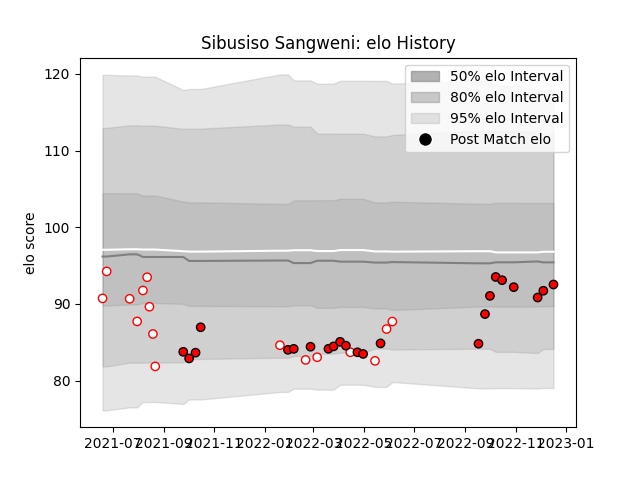 Sibusiso Sangweni: elo History
120
110
100
90
80
elo score
50% elo Interval
80% elo Interval
95% elo Interval
Post Match elo
2021-07 2021-09 2021-11 2022-01 2022-03 2022-05 2022-07 2022-09 2022-11 2023-01